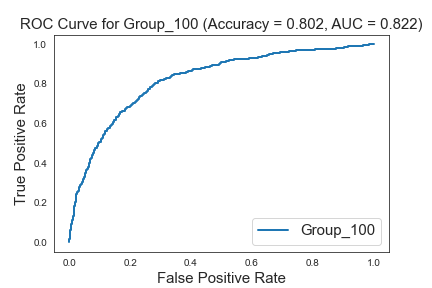 ROC Curve for Group_100 (Accuracy = 0.802, AUC = 0.822)
1.0
0.8
0.6
0.4
0.2
0.0
True Positive Rate
Group_100
0.0 0.2 0.4 0.6 0.8 1.0
False Positive Rate